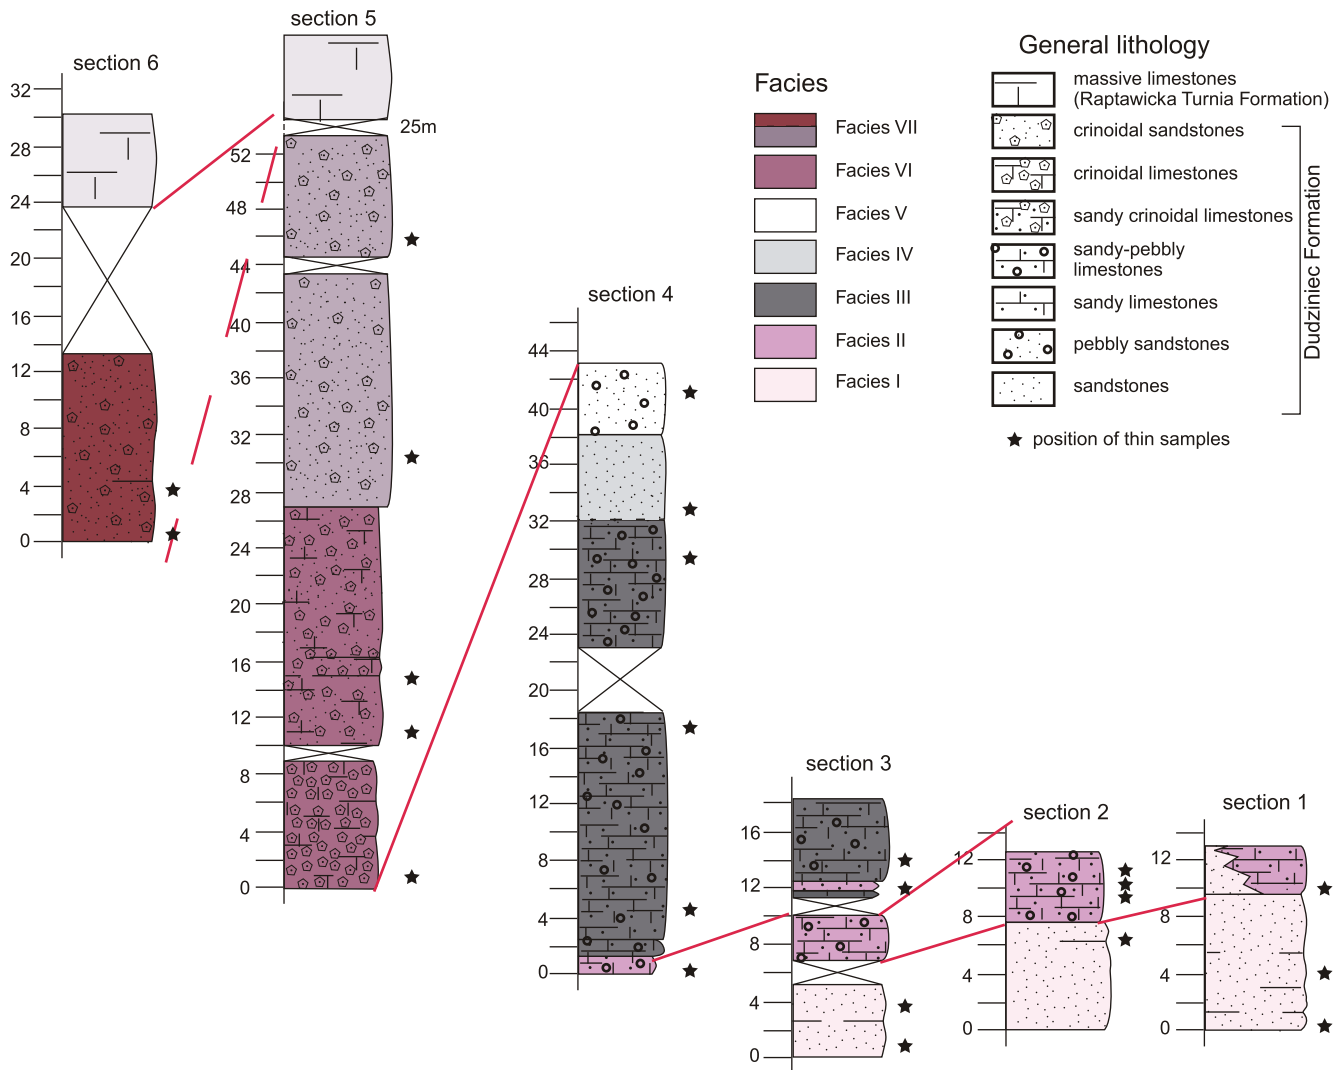 section 6
32
28
24
20
16
12
8
4
0
section 5
25m
52
48
44
40
36
32
28
24
20
16
12
8
4
0
section 4
44
40
36
32
28
24
20
16
12
8
4
0
section 3
16
12
8
4
0
section 2
12
8
4
0
section 1
12
8
4
0
Facies
Facies VII
Facies VI
Facies V
Facies IV
Facies III
Facies II
Facies I
General lithology
massive limestones
(Raptawicka Turnia Formation)
crinoidal sandstones
crinoidal limestones
sandy crinoidal limestones
sandy-pebbly
limestones
sandy limestones
pebbly sandstones
sandstones
position of thin samples
Dudziniec Formation